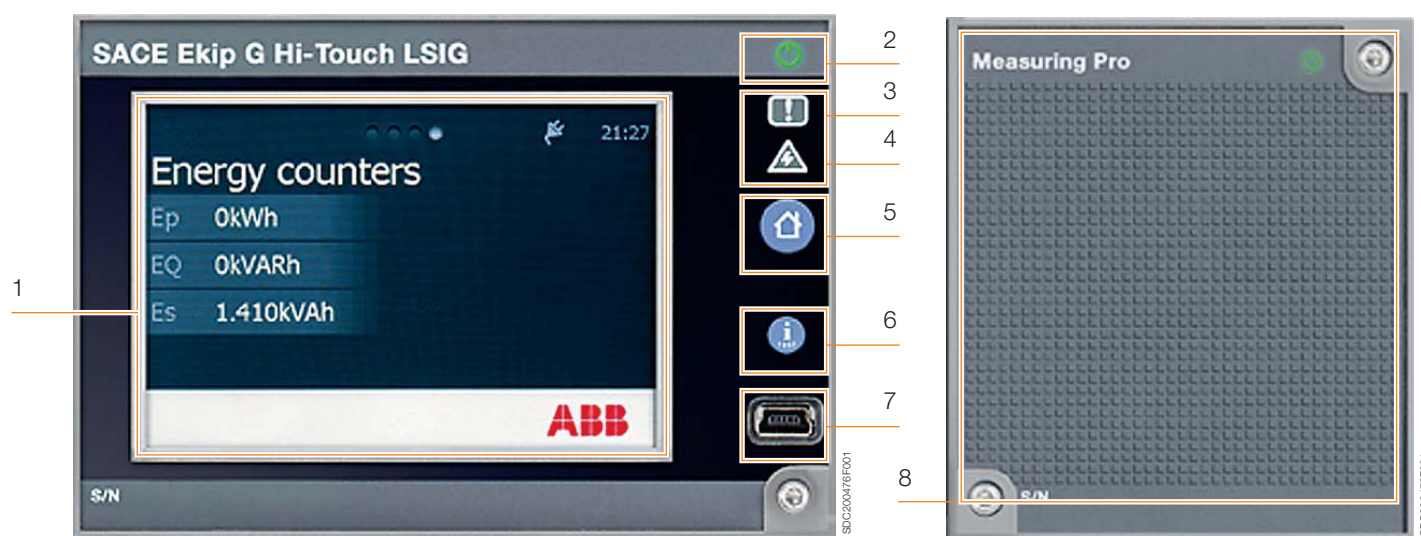 SACE Ekip G Hi-Touch LSIG
21:27
Energy counters
Ep 0kWh
EQ 0kVARh
Es 1.410kVAh
ABB
S/N
1
2
3
4
5
6
7
SDC200476F001
Measuring Pro
S/N
8